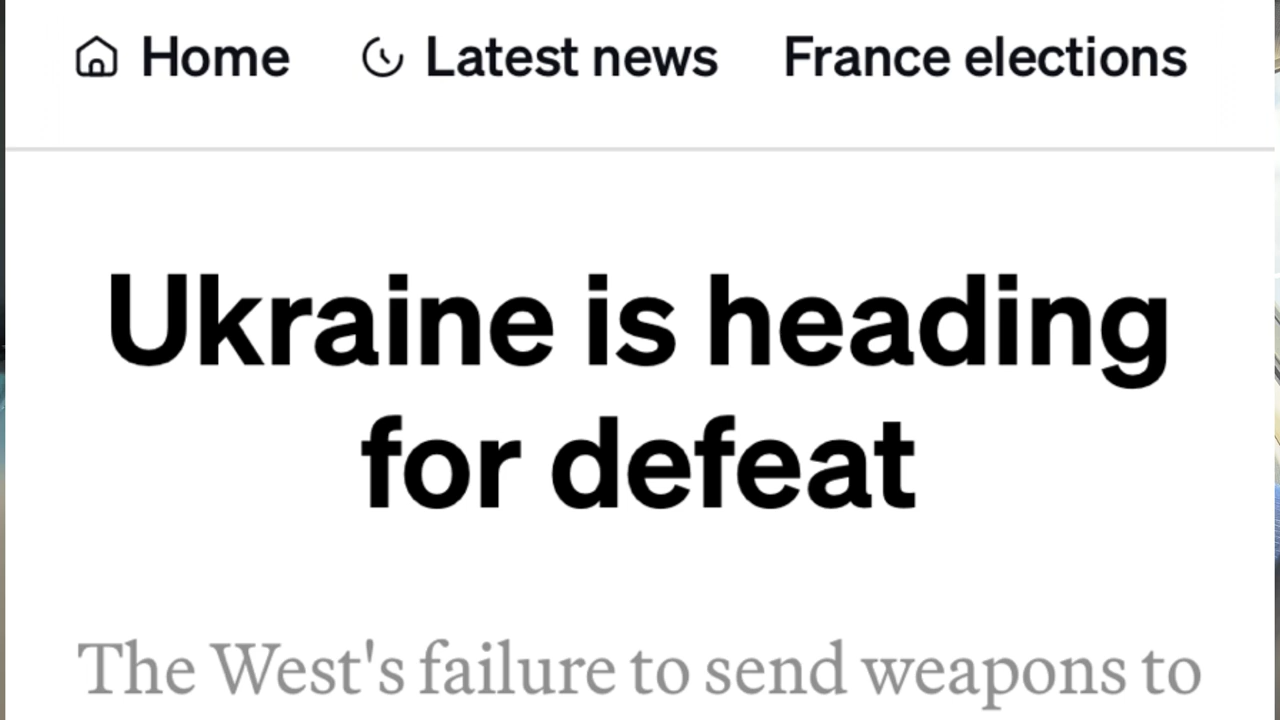 Home Latest news France elections
Ukraine is heading
for defeat
The West's failure to send weapons to